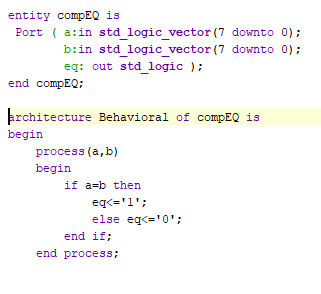 entity compEQ is
 Port ( a:in std_logic_vector(7 downto 0);
        b:in std_logic_vector(7 downto 0);
        eq: out std_logic );
end compEQ;

architecture Behavioral of compEQ is
begin
    process(a,b)
    begin
        if a=b then
            eq<='1';
            else eq<='0';
        end if;
    end process;